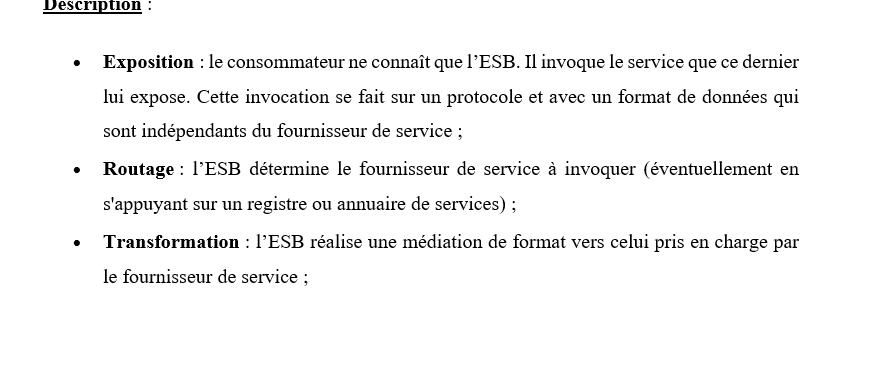 Description :
• Exposition : le consommateur ne connaît que l’ESB. Il invoque le service que ce dernier
lui expose. Cette invocation se fait sur un protocole et avec un format de données qui
sont indépendants du fournisseur de service ;
• Routage : l’ESB détermine le fournisseur de service à invoquer (éventuellement en
s'appuyant sur un registre ou annuaire de services) ;
• Transformation : l’ESB réalise une médiation de format vers celui pris en charge par
le fournisseur de service ;